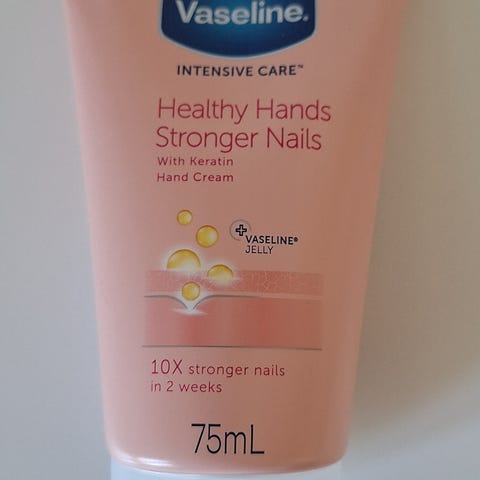 Vaseline.
INTENSIVE CARE™
Healthy Hands
Stronger Nails
With Keratin
Hand Cream
VASELINE®
JELLY
10X stronger nails
in 2 weeks
75mL